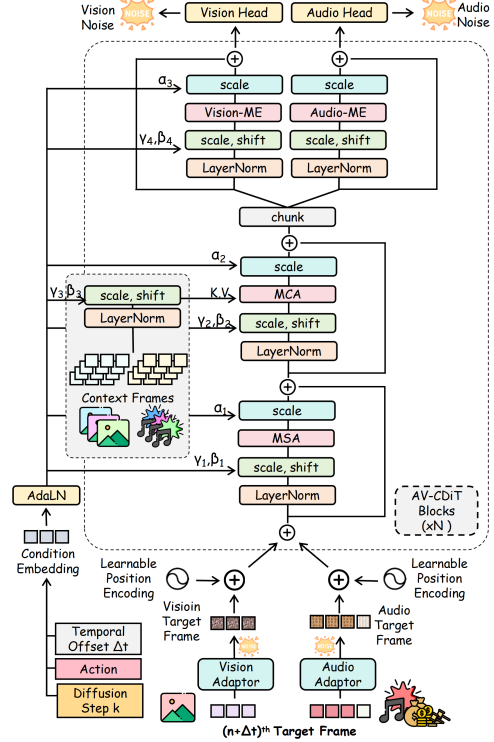 Vision
Noise
NOISE
Vision Head
Audio Head
NOISE
Audio
Noise
α3
scale
scale
Vision-ME
Audio-ME
γ4,β4
scale, shift
scale, shift
LayerNorm
LayerNorm
chunk
α2
scale
γ3,β3
scale, shift
K,V
MCA
LayerNorm
γ2,β2
scale, shift
LayerNorm
Context Frames
α1
scale
MSA
γ1,β1
scale, shift
AdaLN
LayerNorm
AV-CDiT
Blocks
(xN )
Condition
Embedding
Learnable
Position
Encoding
Learnable
Position
Encoding
Visioin
Target
Frame
Audio
Target
Frame
Temporal
Offset Δt
NOISE
NOISE
Action
Vision
Adaptor
Audio
Adaptor
Diffusion
Step k
(n+Δt)th Target Frame